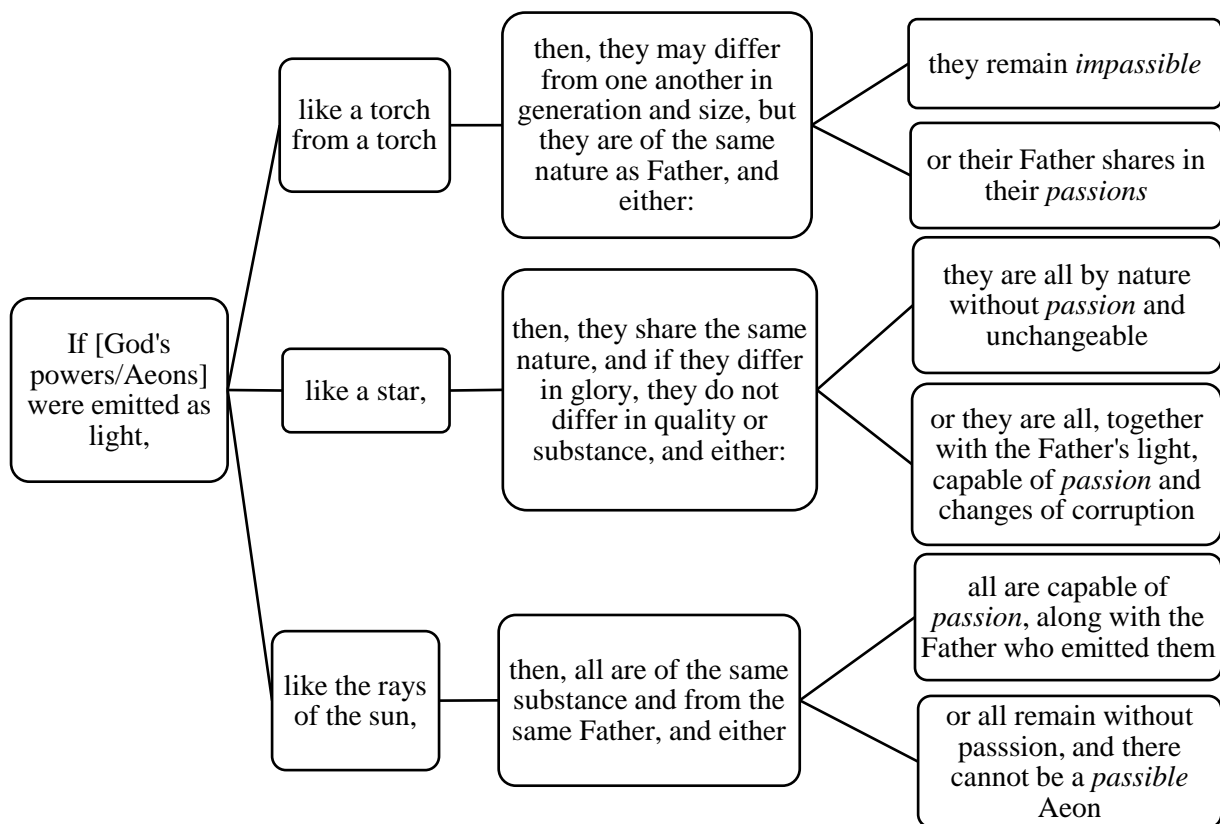 If [God's
powers/Aeons]
were emitted as
light,
like a torch
from a torch
then, they may differ
from one another in
generation and size, but
they are of the same
nature as Father, and
either:
they remain impassible
or their Father shares in
their passions
like a star,
then, they share the same
nature, and if they differ
in glory, they do not
differ in quality or
substance, and either:
they are all by nature
without passion and
unchangeable
or they are all, together
with the Father's light,
capable of passion and
changes of corruption
like the rays
of the sun,
then, all are of the same
substance and from the
same Father, and either
all are capable of
passion, along with the
Father who emitted them
or all remain without
passsion, and there
cannot be a passible
Aeon